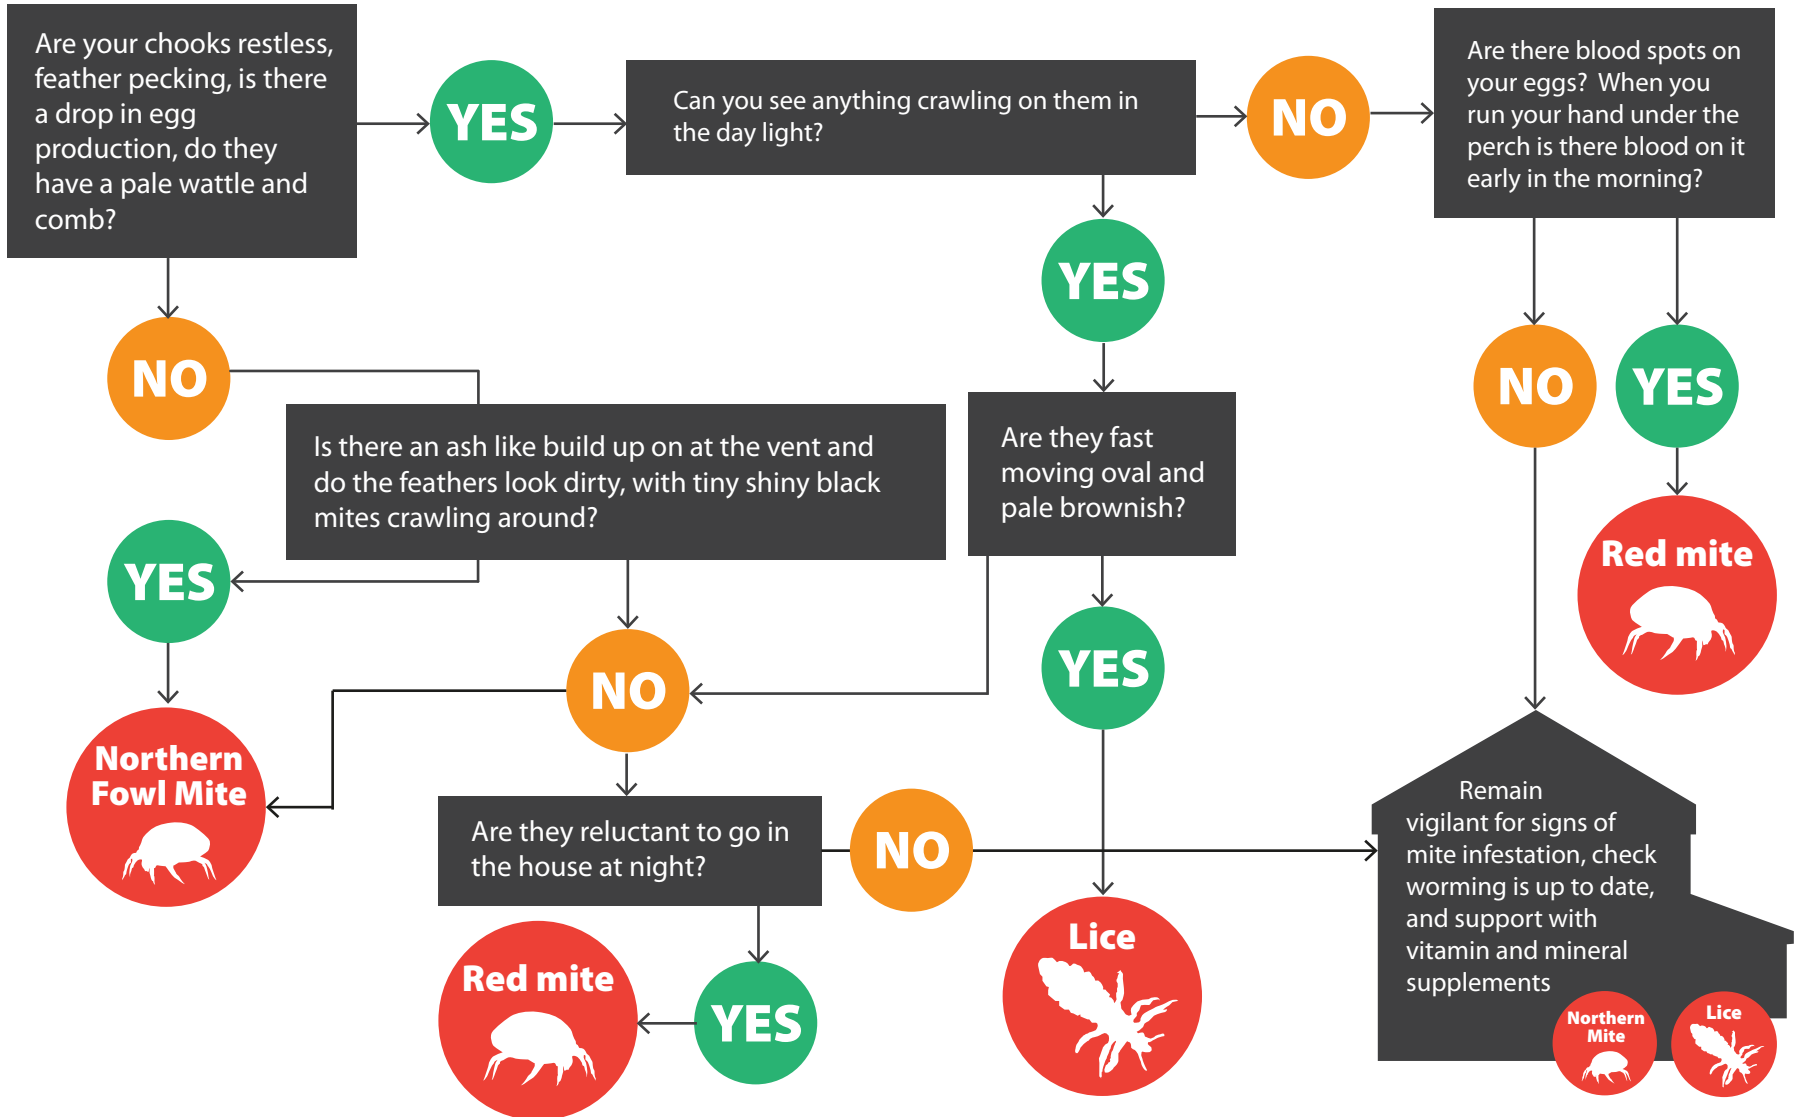 Are your chooks restless,
feather pecking, is there
a drop in egg
production, do they
have a pale wattle and
comb?
YES
Can you see anything crawling on them in
the day light?
NO
Are there blood spots on
your eggs?  When you
run your hand under the
perch is there blood on it
early in the morning?
YES
NO
NO
YES
Is there an ash like build up on at the vent and
do the feathers look dirty, with tiny shiny black
mites crawling around?
Are they fast
moving oval and
pale brownish?
YES
Red mite
NO
YES
Northern
Fowl Mite
Are they reluctant to go in
the house at night?
NO
Remain
vigilant for signs of
mite infestation, check
worming is up to date,
and support with
vitamin and mineral
supplements
Lice
Red mite
YES
Northern
Mite
Lice